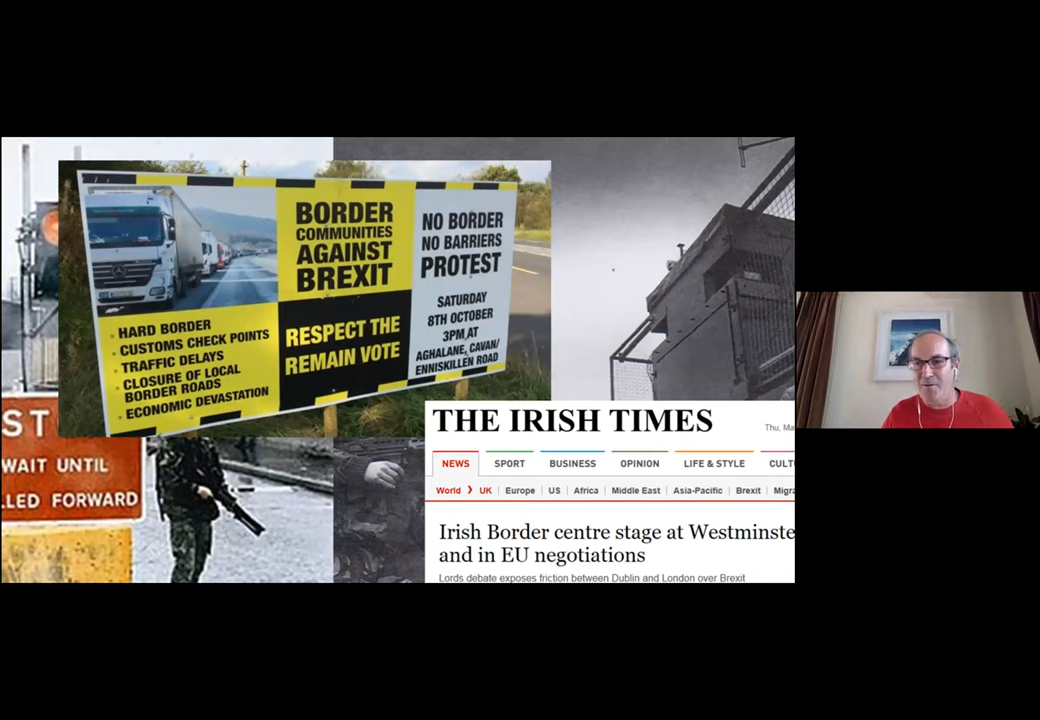 BORDER
COMMUNITIES
AGAINST
BREXIT
NO BORDER
NO BARRIERS
PROTEST
SATURDAY
8TH OCTOBER
3PM AT
AGHALANE, CAVAN/
ENNISKILLEN ROAD
HARD BORDER
CUSTOMS CHECK POINTS
TRAFFIC DELAYS
CLOSURE OF LOCAL
BORDER ROADS
ECONOMIC DEVASTATION
RESPECT THE
REMAIN VOTE
ST
WAIT UNTIL
LLED FORWARD
THE IRISH TIMES
Thu, Ma
NEWS SPORT BUSINESS OPINION LIFE & STYLE CULT
World > UK Europe US Africa Middle East Asia-Pacific Brexit Migra
Irish Border centre stage at Westminste
and in EU negotiations
Lords debate exposes friction between Dublin and London over Brexit